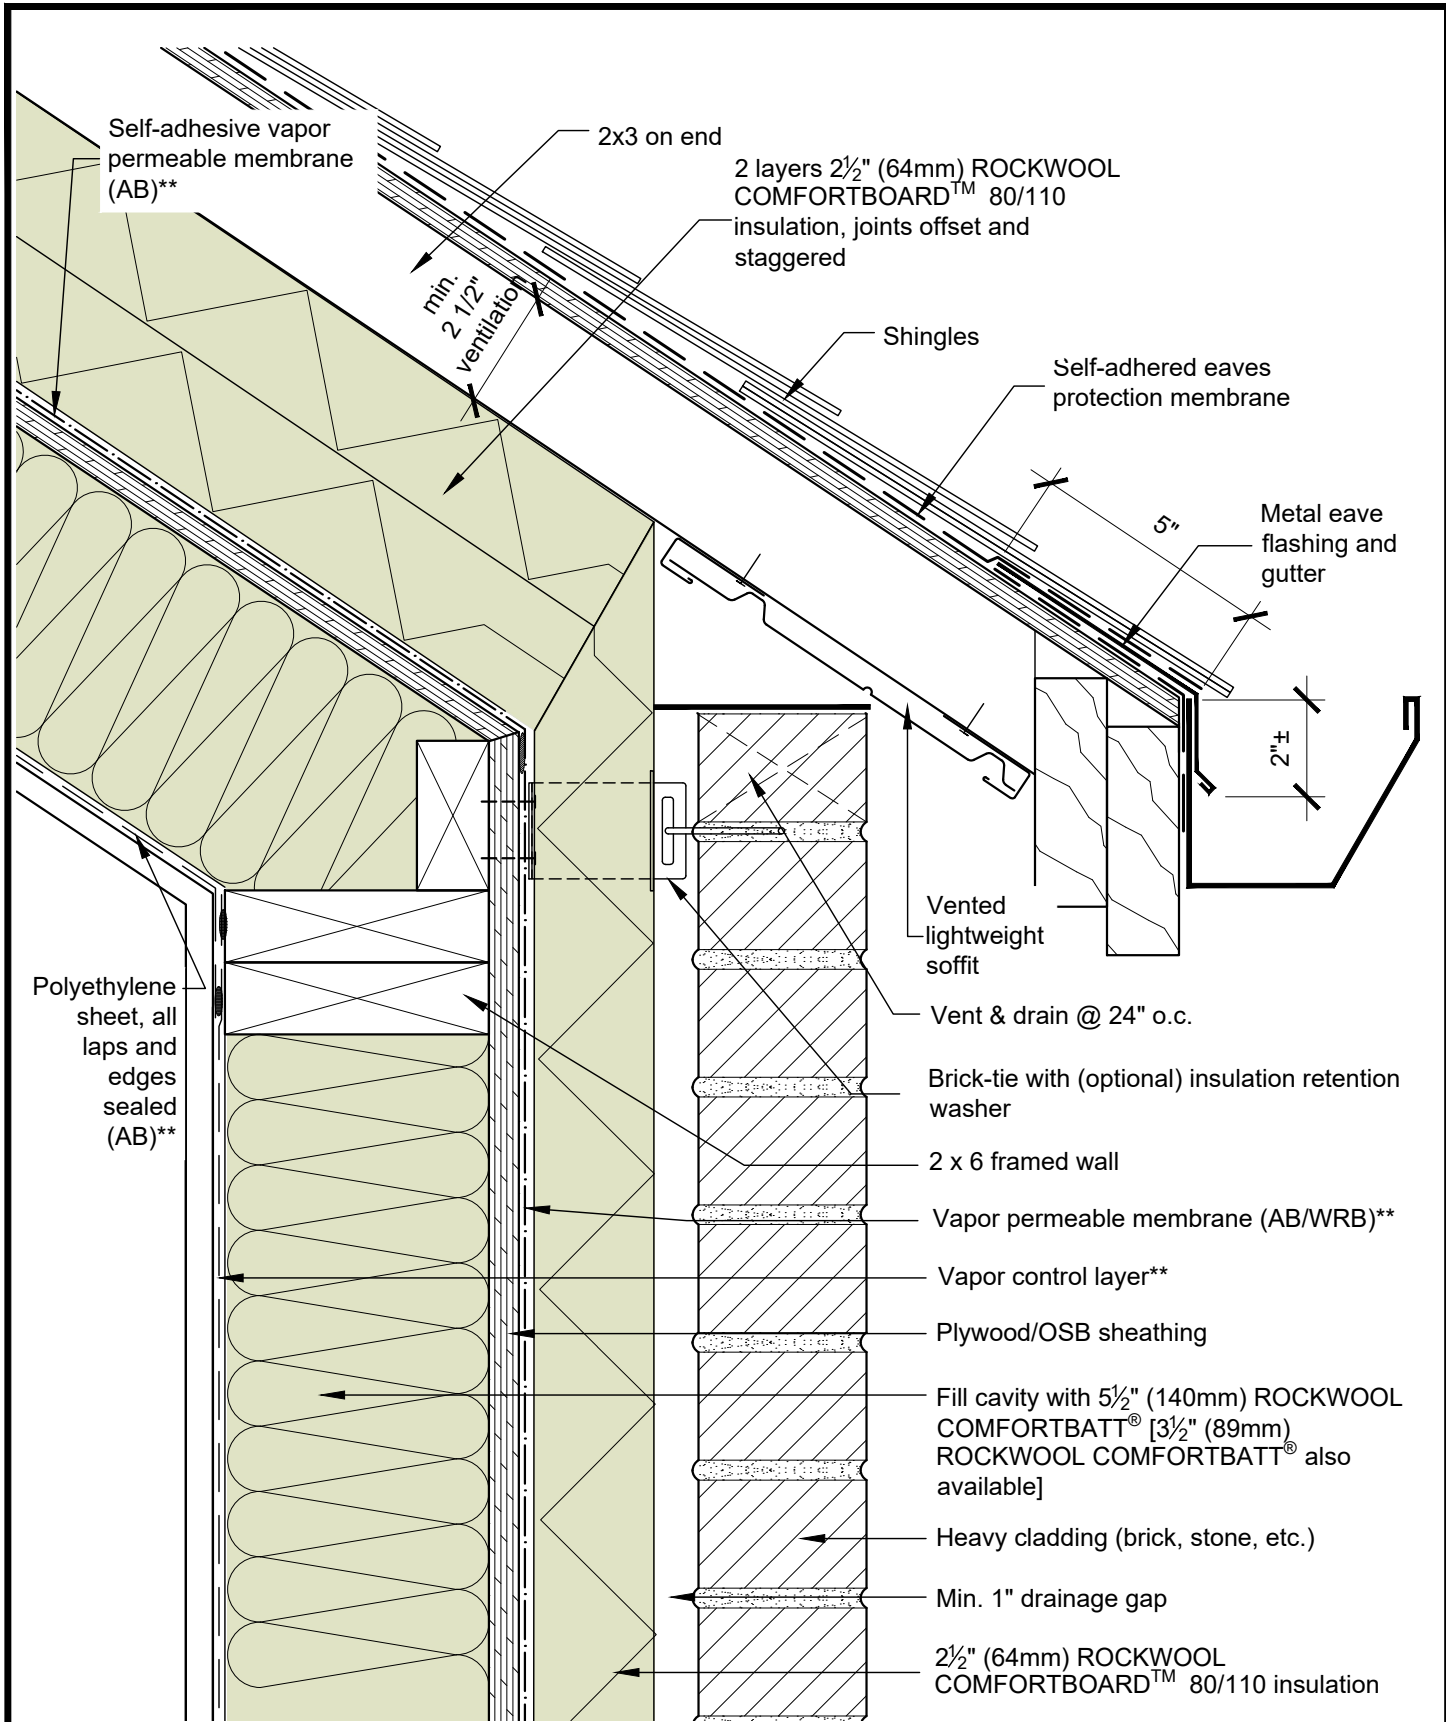 Self-adhesive vapor
permeable membrane
(AB)**
2x3 on end
2 layers 2½" (64mm) ROCKWOOL
COMFORTBOARD™ 80/110
insulation, joints offset and
staggered
min.
2 1/2"
ventilation
Shingles
Self-adhered eaves
protection membrane
5"
Metal eave
flashing and
gutter
2"±
Vented
lightweight
soffit
Polyethylene
sheet, all
laps and
edges
sealed
(AB)**
Vent & drain @ 24" o.c.
Brick-tie with (optional) insulation retention
washer
2 x 6 framed wall
Vapor permeable membrane (AB/WRB)**
Vapor control layer**
Plywood/OSB sheathing
Fill cavity with 5½" (140mm) ROCKWOOL
COMFORTBATT® [3½" (89mm)
ROCKWOOL COMFORTBATT® also
available]
Heavy cladding (brick, stone, etc.)
Min. 1" drainage gap
2½" (64mm) ROCKWOOL
COMFORTBOARD™ 80/110 insulation